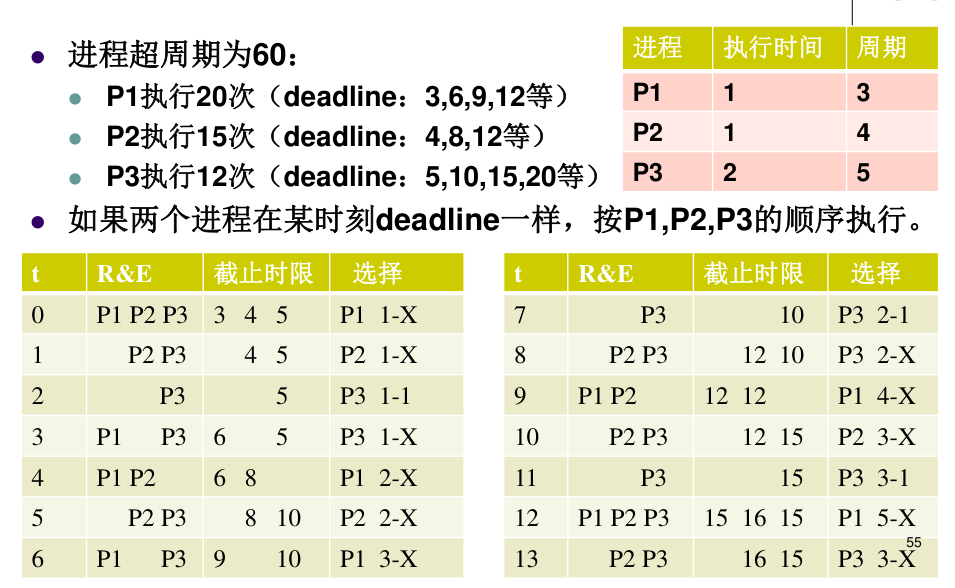 进程超周期为60：
P1执行20次（deadline：3,6,9,12等）
P2执行15次（deadline：4,8,12等）
P3执行12次（deadline：5,10,15,20等）
如果两个进程在某时刻deadline一样，按P1,P2,P3的顺序执行。
进程 执行时间 周期
P1 1 3
P2 1 4
P3 2 5
t R&E 截止时限 选择
0 P1 P2 P3 3 4 5 P1 1-X
1 P2 P3 4 5 P2 1-X
2 P3 5 P3 1-1
3 P1 P3 6 5 P3 1-X
4 P1 P2 6 8 P1 2-X
5 P2 P3 8 10 P2 2-X
6 P1 P3 9 10 P1 3-X
t R&E 截止时限 选择
7 P3 10 P3 2-1
8 P2 P3 12 10 P3 2-X
9 P1 P2 12 12 P1 4-X
10 P2 P3 12 15 P2 3-X
11 P3 15 P3 3-1
12 P1 P2 P3 15 16 15 P1 5-X
13 P2 P3 16 15 P3 3-X
55